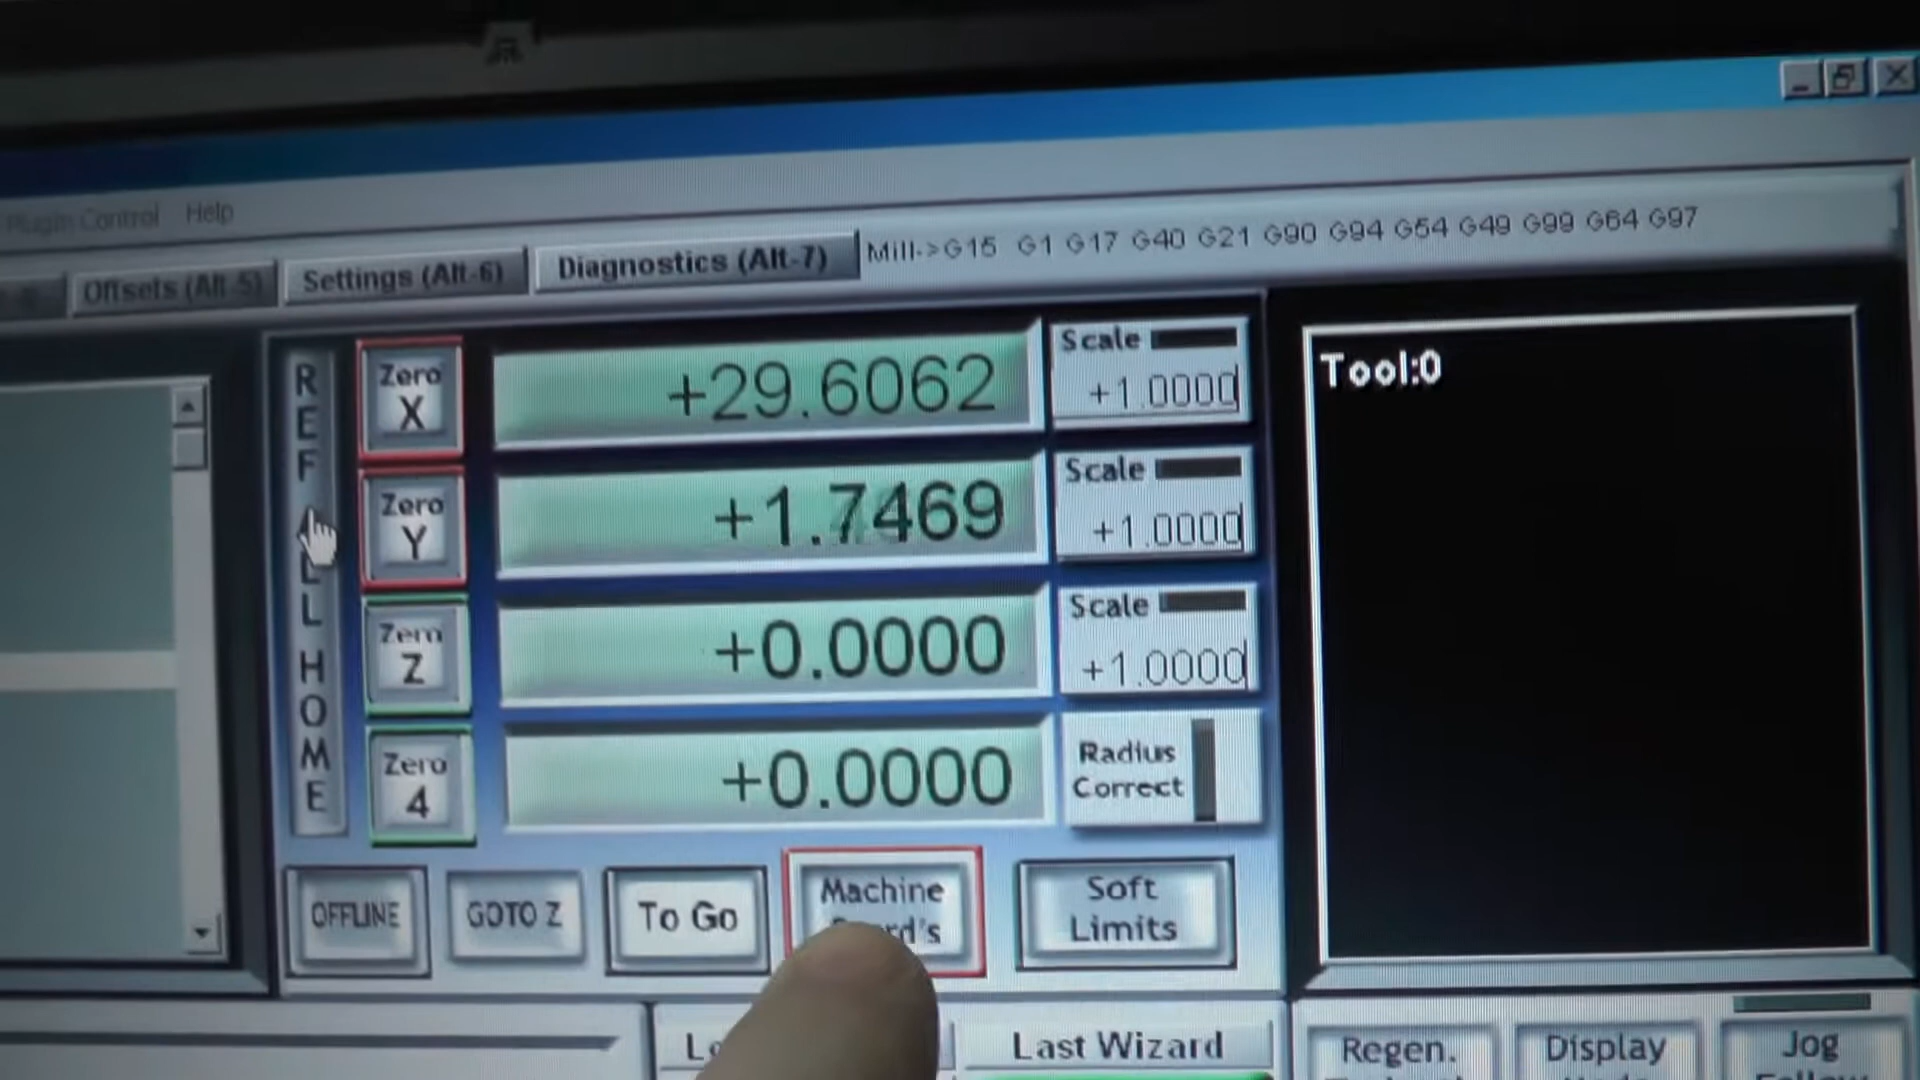 Plugin Control Help
Offsets (Alt-5) Settings (Alt-6) Diagnostics (Alt-7) Mill->G15 G1 G17 G40 G21 G90 G94 G54 G49 G99 G64 G97
REF
HOME
Zero X +29.6062 Scale +1.0000
Zero Y +1.7469 Scale +1.0000
Zero Z +0.0000 Scale +1.0000
Zero 4 +0.0000 Radius Correct
Tool:0
OFFLINE GOTO Z To Go Machine Soft Limits
Last Wizard
Regen. Display Jog